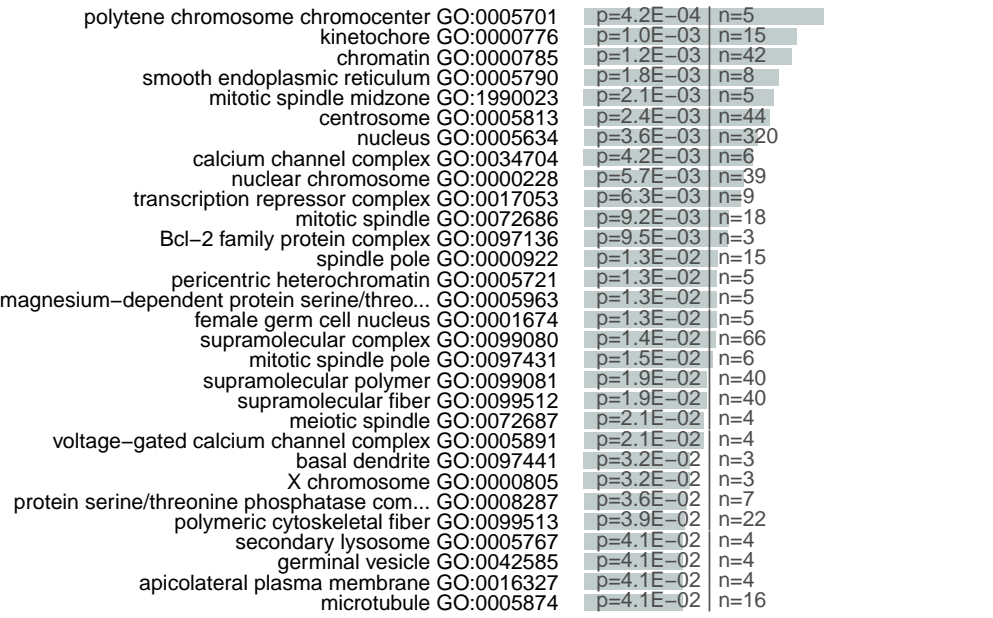 polytene chromosome chromocenter GO:0005701 p=4.2E−04 n=5
kinetochore GO:0000776 p=1.0E−03 n=15
chromatin GO:0000785 p=1.2E−03 n=42
smooth endoplasmic reticulum GO:0005790 p=1.8E−03 n=8
mitotic spindle midzone GO:1990023 p=2.1E−03 n=5
centrosome GO:0005813 p=2.4E−03 n=44
nucleus GO:0005634 p=3.6E−03 n=320
calcium channel complex GO:0034704 p=4.2E−03 n=6
nuclear chromosome GO:0000228 p=5.7E−03 n=39
transcription repressor complex GO:0017053 p=6.3E−03 n=9
mitotic spindle GO:0072686 p=9.2E−03 n=18
Bcl−2 family protein complex GO:0097136 p=9.5E−03 n=3
spindle pole GO:0000922 p=1.3E−02 n=15
pericentric heterochromatin GO:0005721 p=1.3E−02 n=5
magnesium−dependent protein serine/threo... GO:0005963 p=1.3E−02 n=5
female germ cell nucleus GO:0001674 p=1.3E−02 n=5
supramolecular complex GO:0099080 p=1.4E−02 n=66
mitotic spindle pole GO:0097431 p=1.5E−02 n=6
supramolecular polymer GO:0099081 p=1.9E−02 n=40
supramolecular fiber GO:0099512 p=1.9E−02 n=40
meiotic spindle GO:0072687 p=2.1E−02 n=4
voltage−gated calcium channel complex GO:0005891 p=2.1E−02 n=4
basal dendrite GO:0097441 p=3.2E−02 n=3
X chromosome GO:0000805 p=3.2E−02 n=3
protein serine/threonine phosphatase com... GO:0008287 p=3.6E−02 n=7
polymeric cytoskeletal fiber GO:0099513 p=3.9E−02 n=22
secondary lysosome GO:0005767 p=4.1E−02 n=4
germinal vesicle GO:0042585 p=4.1E−02 n=4
apicolateral plasma membrane GO:0016327 p=4.1E−02 n=4
microtubule GO:0005874 p=4.1E−02 n=16